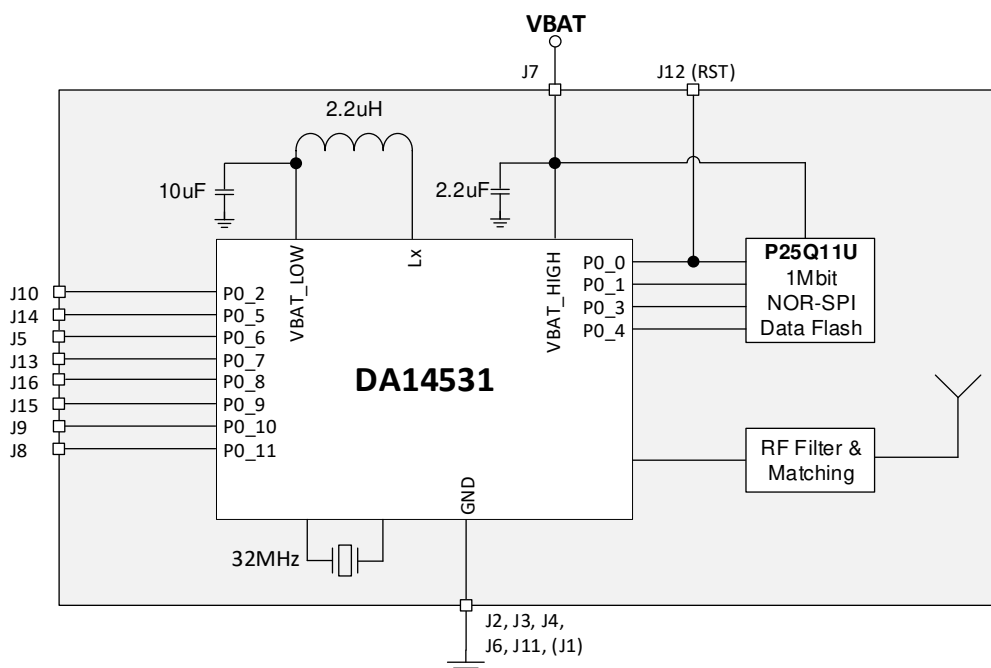 VBAT
J7
J12 (RST)
2.2uH
10uF
2.2uF
VBAT_LOW
Lx
VBAT_HIGH
P0_0
P0_1
P0_3
P0_4
P25Q11U
1Mbit
NOR-SPI
Data Flash
J10
J14
J5
J13
J16
J15
J9
J8
P0_2
P0_5
P0_6
P0_7
P0_8
P0_9
P0_10
P0_11
DA14531
RF Filter &
Matching
GND
32MHz
J2, J3, J4,
J6, J11, (J1)